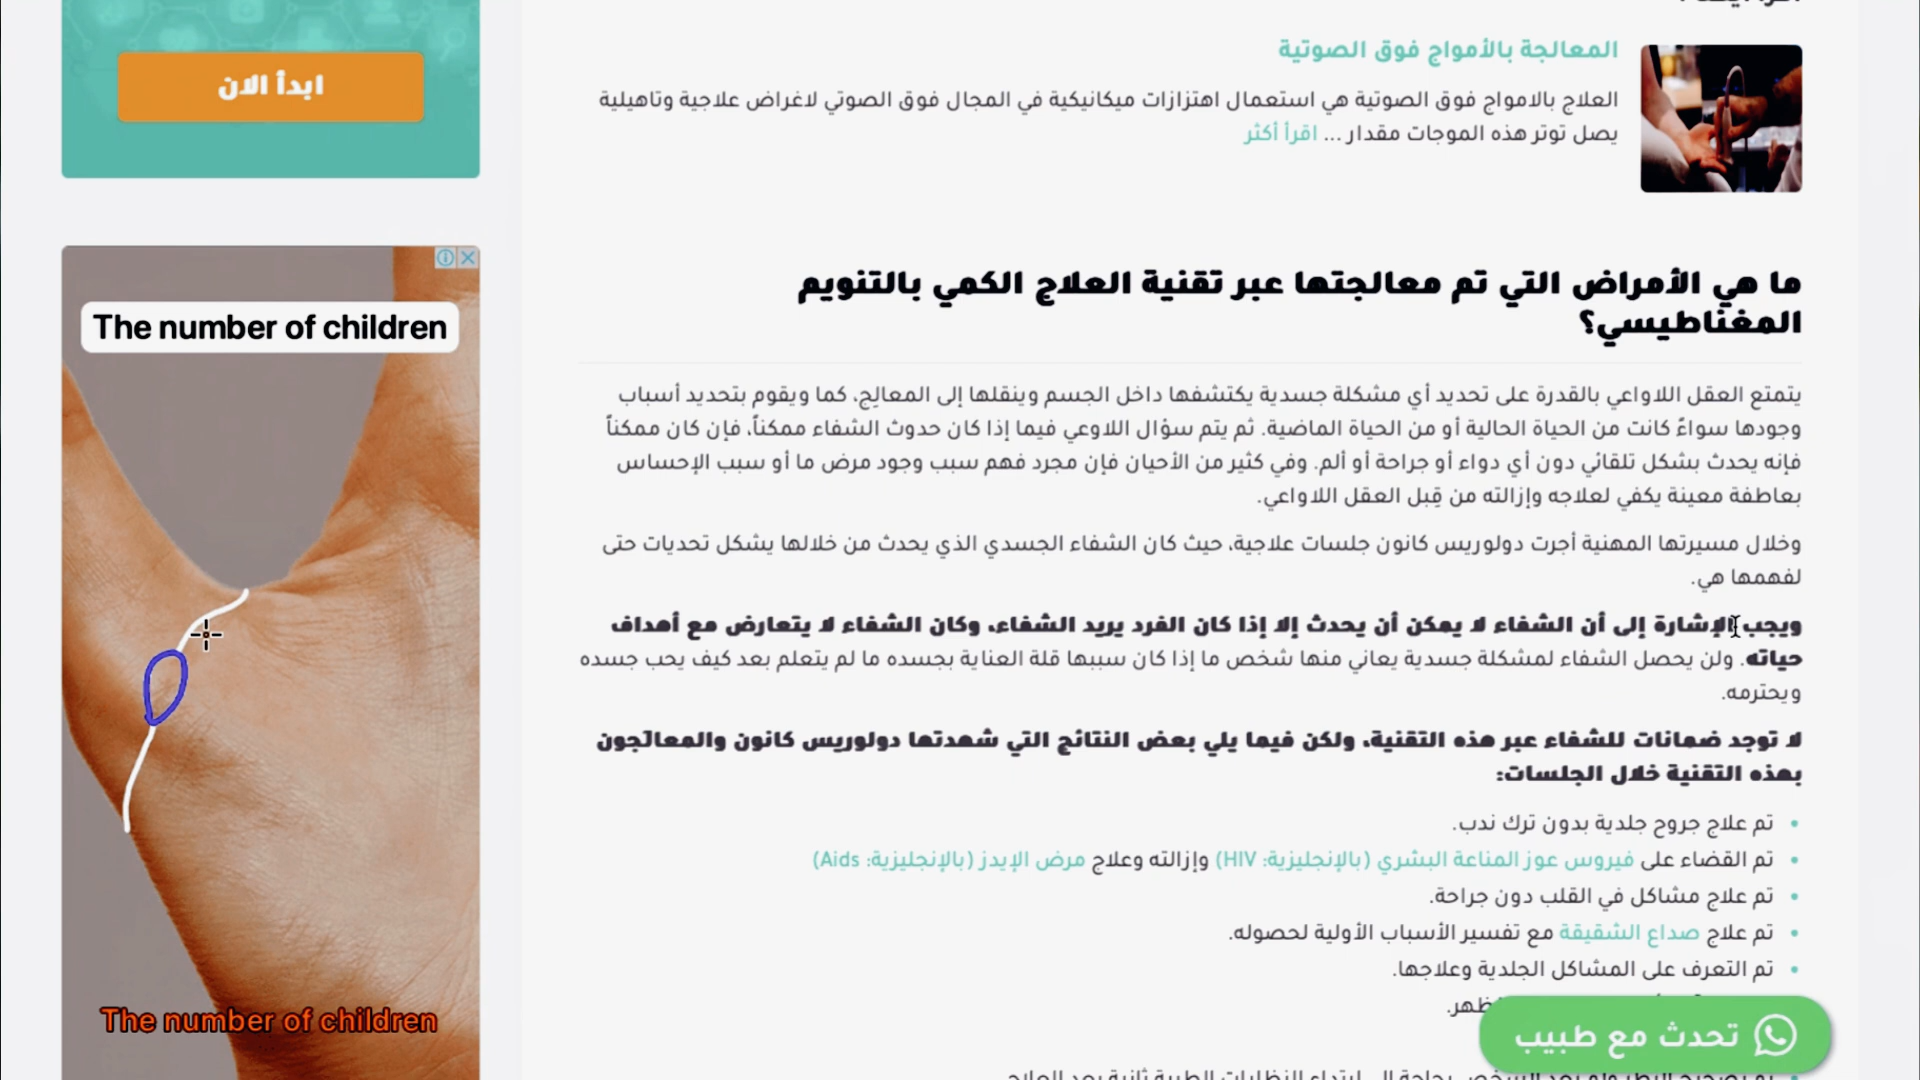 المعالجة بالأمواج فوق الصوتية
العلاج بالامواج فوق الصوتية هي استعمال اهتزازات ميكانيكية في المجال فوق الصوتي لاغراض علاجية وتاهيلية
يصل توتر هذه الموجات مقدار ... اقرأ أكثر
ما هي الأمراض التي تم معالجتها عبر تقنية العلاج الكمي بالتنويم
المغناطيسي؟
يتمتع العقل اللاواعي بالقدرة على تحديد أي مشكلة جسدية يكتشفها داخل الجسم وينقلها إلى المعالِج، كما ويقوم بتحديد أسباب
وجودها سواءً كانت من الحياة الحالية أو من الحياة الماضية. ثم يتم سؤال اللاوعي فيما إذا كان حدوث الشفاء ممكناً، فإن كان ممكناً
فإنه يحدث بشكل تلقائي دون أي دواء أو جراحة أو ألم. وفي كثير من الأحيان فإن مجرد فهم سبب وجود مرض ما أو سبب الإحساس
بعاطفة معينة يكفي لعلاجه وإزالته من قِبل العقل اللاواعي.
وخلال مسيرتها المهنية أجرت دولوريس كانون جلسات علاجية، حيث كان الشفاء الجسدي الذي يحدث من خلالها يشكل تحديات حتى
لفهمها هي.
ويجب الإشارة إلى أن الشفاء لا يمكن أن يحدث إلا إذا كان الفرد يريد الشفاء، وكان الشفاء لا يتعارض مع أهداف
حياته. ولن يحصل الشفاء لمشكلة جسدية يعاني منها شخص ما إذا كان سببها قلة العناية بجسده ما لم يتعلم بعد كيف يحب جسده
ويحترمه.
لا توجد ضمانات للشفاء عبر هذه التقنية، ولكن فيما يلي بعض النتائج التي شهدتها دولوريس كانون والمعالجون
بهذه التقنية خلال الجلسات:
تم علاج جروح جلدية بدون ترك ندب.
تم القضاء على فيروس عوز المناعة البشري (بالإنجليزية: HIV) وإزالته وعلاج مرض الإيدز (بالإنجليزية: Aids)
تم علاج مشاكل في القلب دون جراحة.
تم علاج صداع الشقيقة مع تفسير الأسباب الأولية لحصوله.
تم التعرف على المشاكل الجلدية وعلاجها.
تحدث مع طبيب
ابدأ الان
The number of children
The number of children